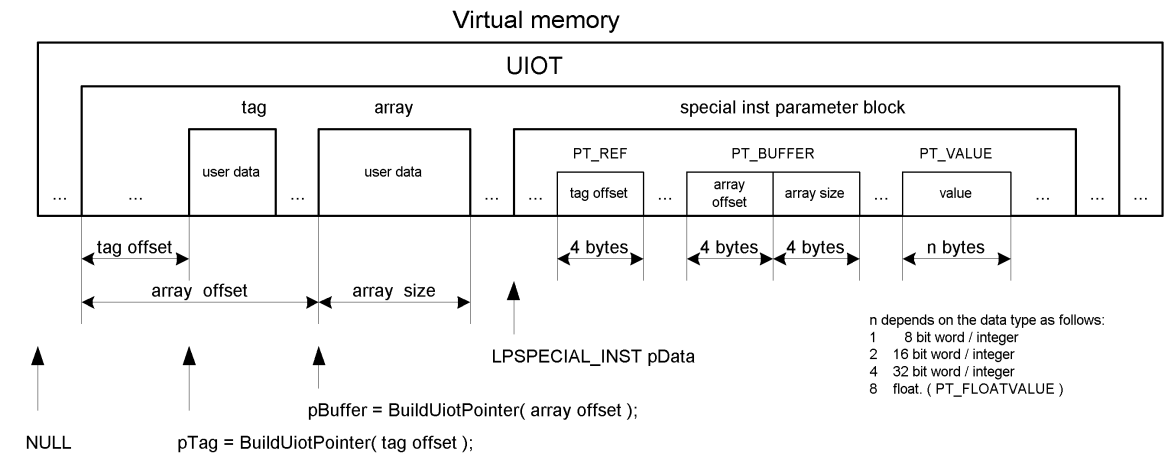 Virtual memory
UIOT
tag array special inst parameter block
PT_REF PT_BUFFER PT_VALUE
user data user data tag offset array offset array size value
... ... ... ... ... ... ... ... ... ...
tag offset 4 bytes 4 bytes 4 bytes n bytes
array offset array size
n depends on the data type as follows:
1 8 bit word / integer
2 16 bit word / integer
4 32 bit word / integer
8 float. ( PT_FLOATVALUE )
LPSPECIAL_INST pData
pBuffer = BuildUiotPointer( array offset );
NULL pTag = BuildUiotPointer( tag offset );